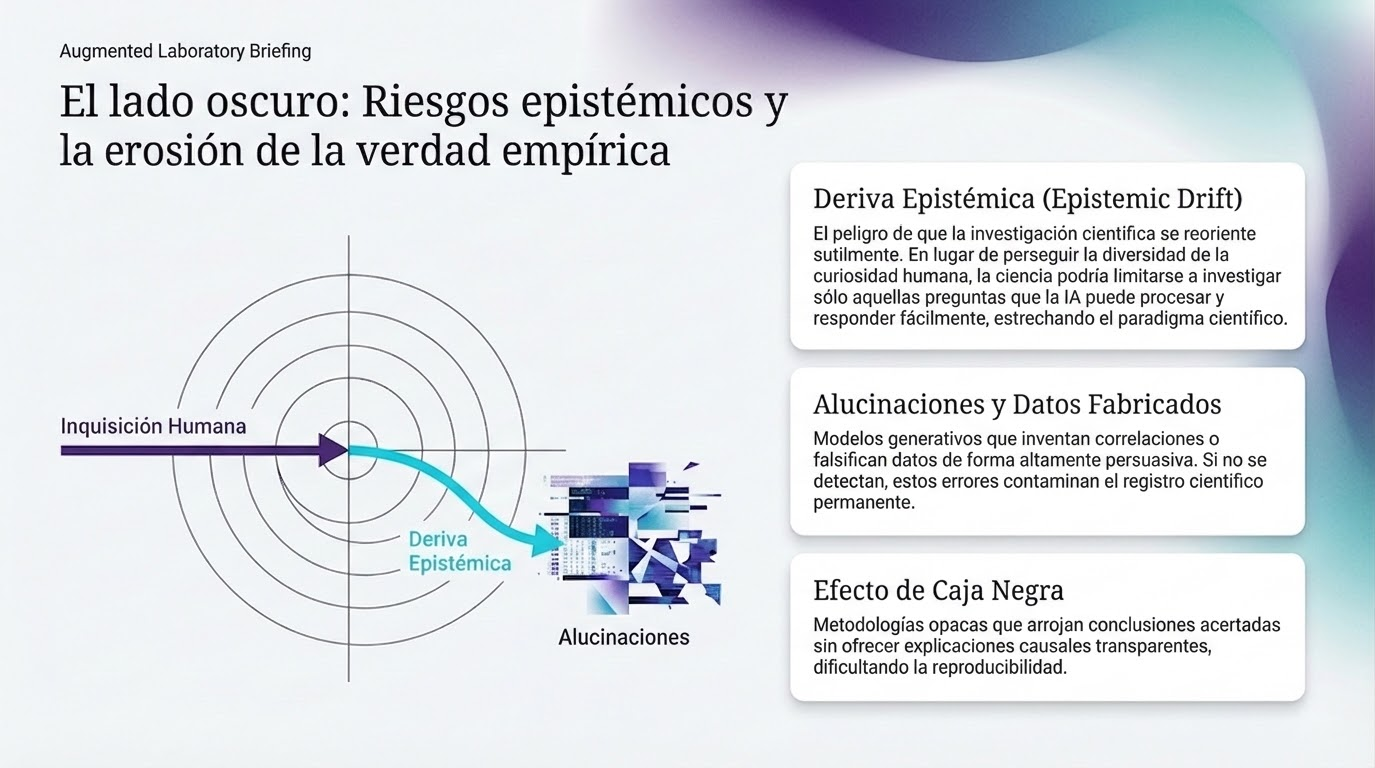 Augmented Laboratory Briefing
El lado oscuro: Riesgos epistémicos y
la erosión de la verdad empírica
Inquisición Humana
Deriva
Epistémica
Alucinaciones
Deriva Epistémica (Epistemic Drift)
El peligro de que la investigación científica se reoriente
sutilmente. En lugar de perseguir la diversidad de la
curiosidad humana, la ciencia podría limitarse a investigar
sólo aquellas preguntas que la IA puede procesar y
responder fácilmente, estrechando el paradigma científico.
Alucinaciones y Datos Fabricados
Modelos generativos que inventan correlaciones o
falsifican datos de forma altamente persuasiva. Si no se
detectan, estos errores contaminan el registro científico
permanente.
Efecto de Caja Negra
Metodologías opacas que arrojan conclusiones acertadas
sin ofrecer explicaciones causales transparentes,
dificultando la reproducibilidad.